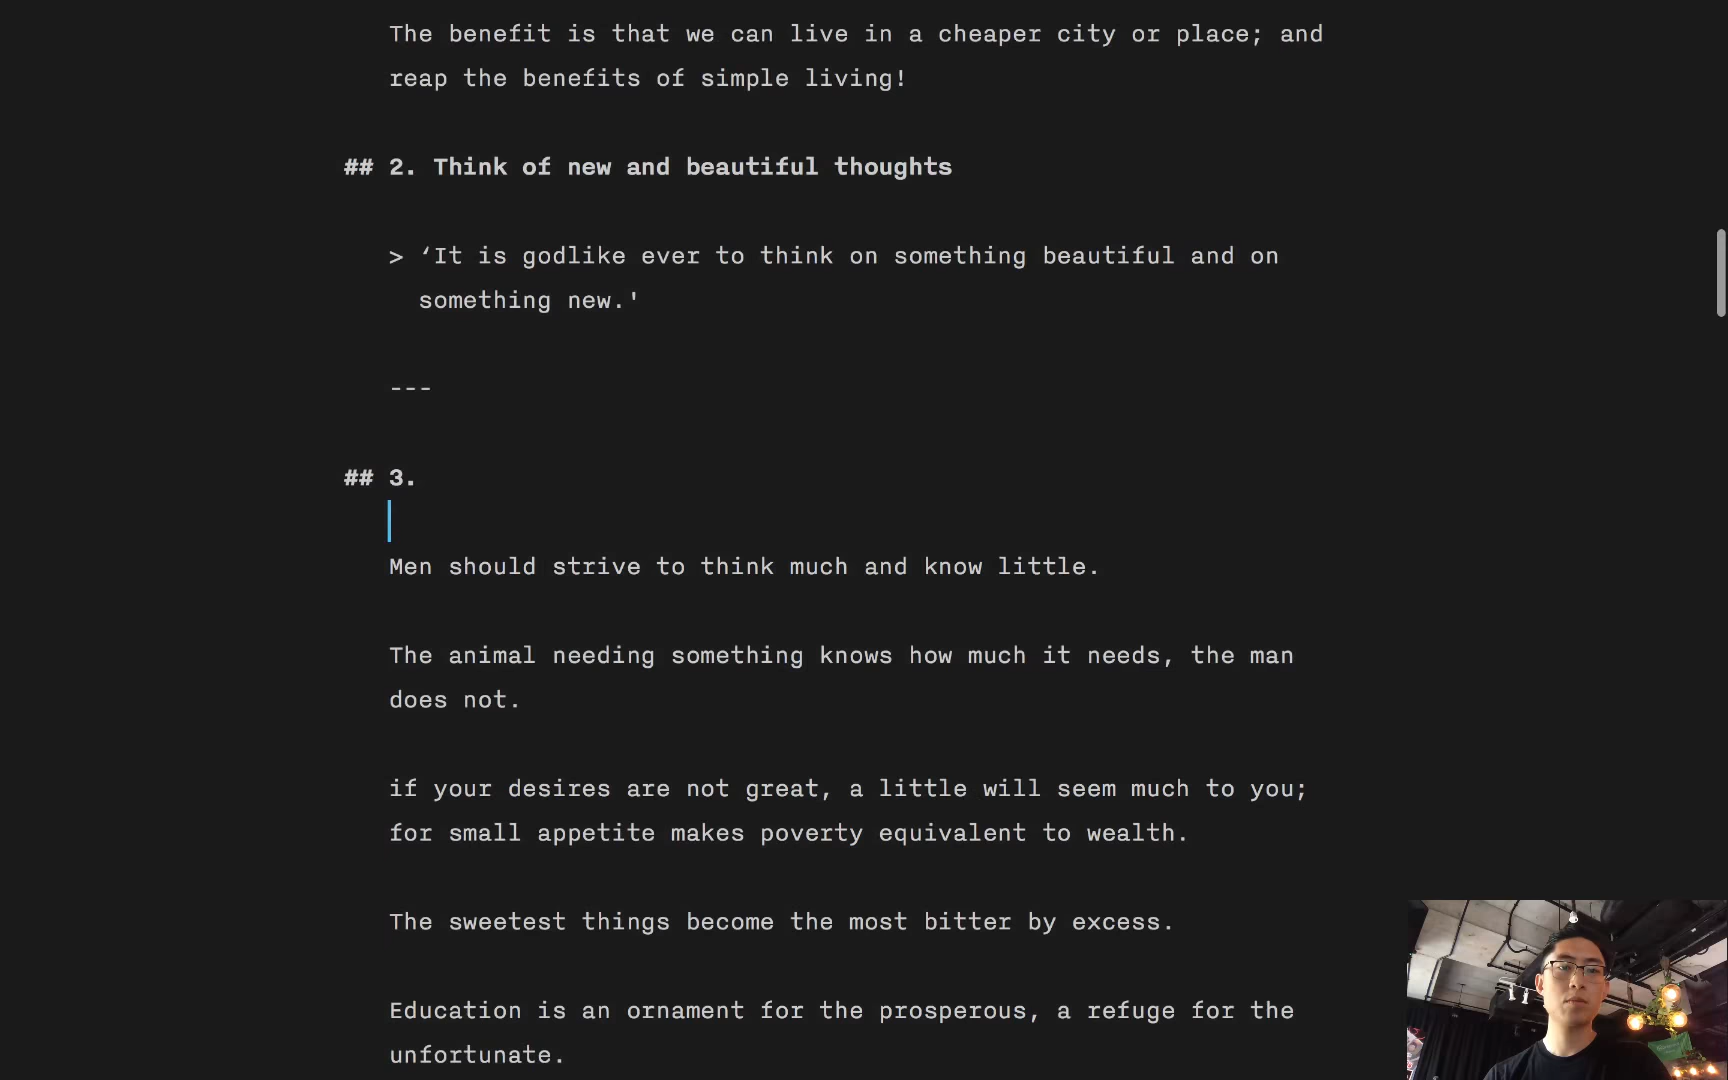 The benefit is that we can live in a cheaper city or place; and
reap the benefits of simple living!
## 2. Think of new and beautiful thoughts
> ‘It is godlike ever to think on something beautiful and on
something new.'
---
## 3.
Men should strive to think much and know little.
The animal needing something knows how much it needs, the man
does not.
if your desires are not great, a little will seem much to you;
for small appetite makes poverty equivalent to wealth.
The sweetest things become the most bitter by excess.
Education is an ornament for the prosperous, a refuge for the
unfortunate.